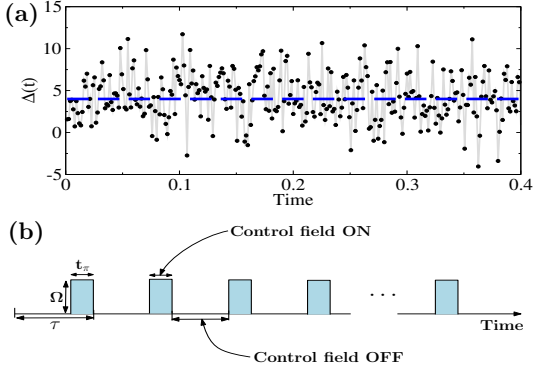 (a)
15
10
5
0
-5
Δ(t)
0 0.1 0.2 0.3 0.4
Time
(b)
Control field ON
tπ
Ω
τ
. . .
Time
Control field OFF